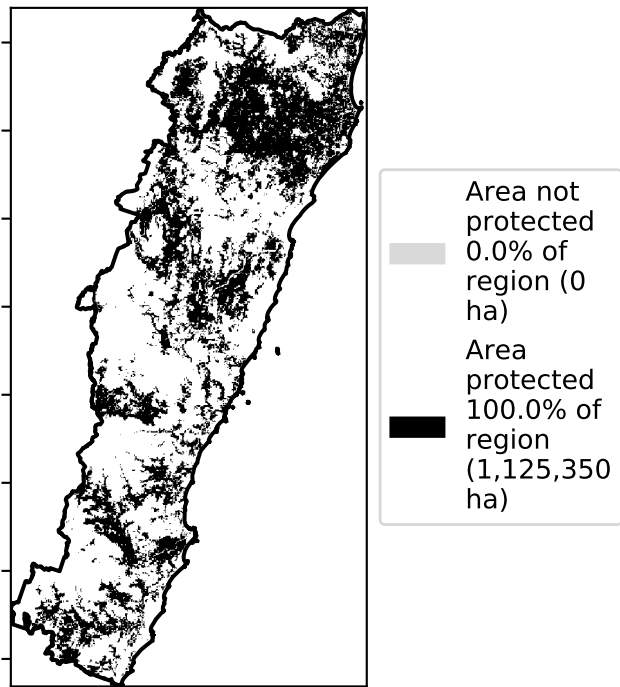 Area not
protected
0.0% of
region (0
ha)
Area
protected
100.0% of
region
(1,125,350
ha)